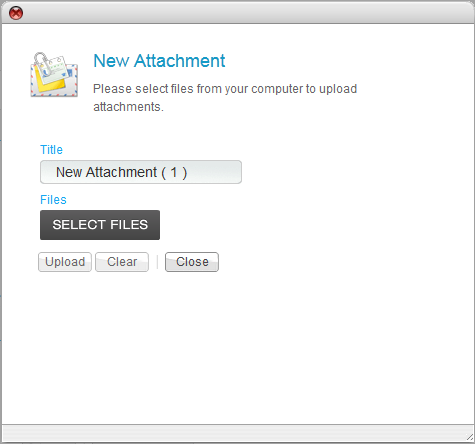 New Attachment
Please select files from your computer to upload
attachments.
Title
New Attachment ( 1 )
Files
SELECT FILES
Upload Clear | Close